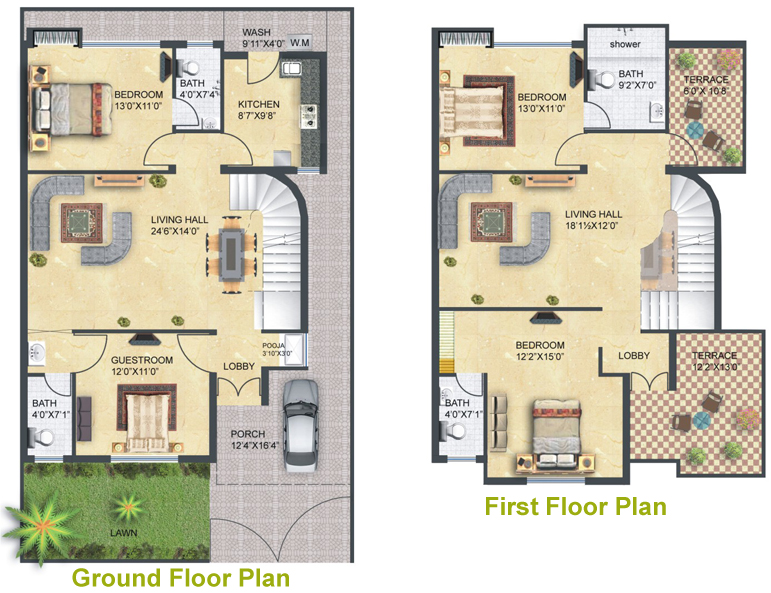 WASH
9'11"X4'0"
W.M
BEDROOM
13'0"X11'0"
BATH
4'0"X7'4"
KITCHEN
8'7"X9'8"
LIVING HALL
24'6"X14'0"
POOJA
3'10"X3'0"
GUESTROOM
12'0"X11'0"
LOBBY
BATH
4'0"X7'1"
PORCH
12'4"X16'4"
LAWN
Ground Floor Plan
shower
BATH
9'2"X7'0"
TERRACE
6'0"X 10'8"
BEDROOM
13'0"X11'0"
LIVING HALL
18'1½X12'0"
BEDROOM
12'2"X15'0"
LOBBY
TERRACE
12'2"X13'0"
BATH
4'0"X7'1"
First Floor Plan